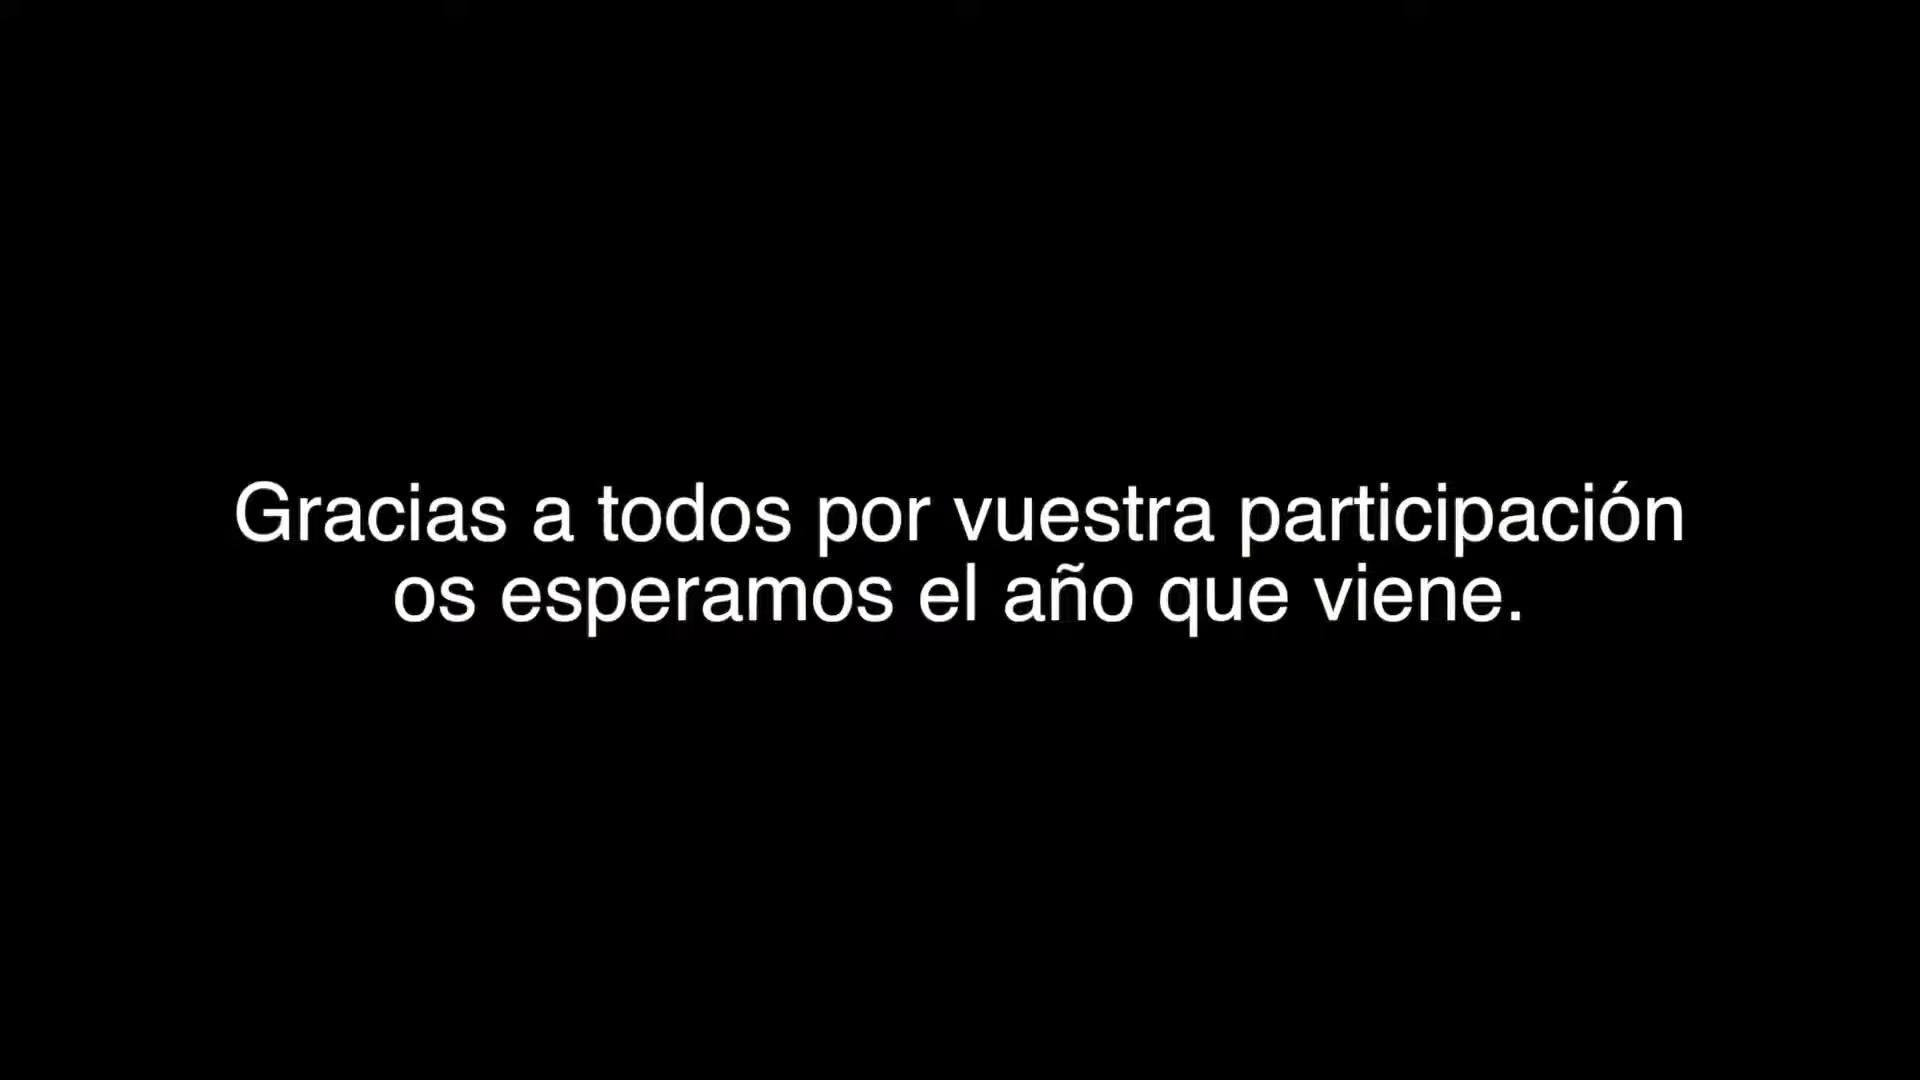 Gracias a todos por vuestra participación
os esperamos el año que viene.